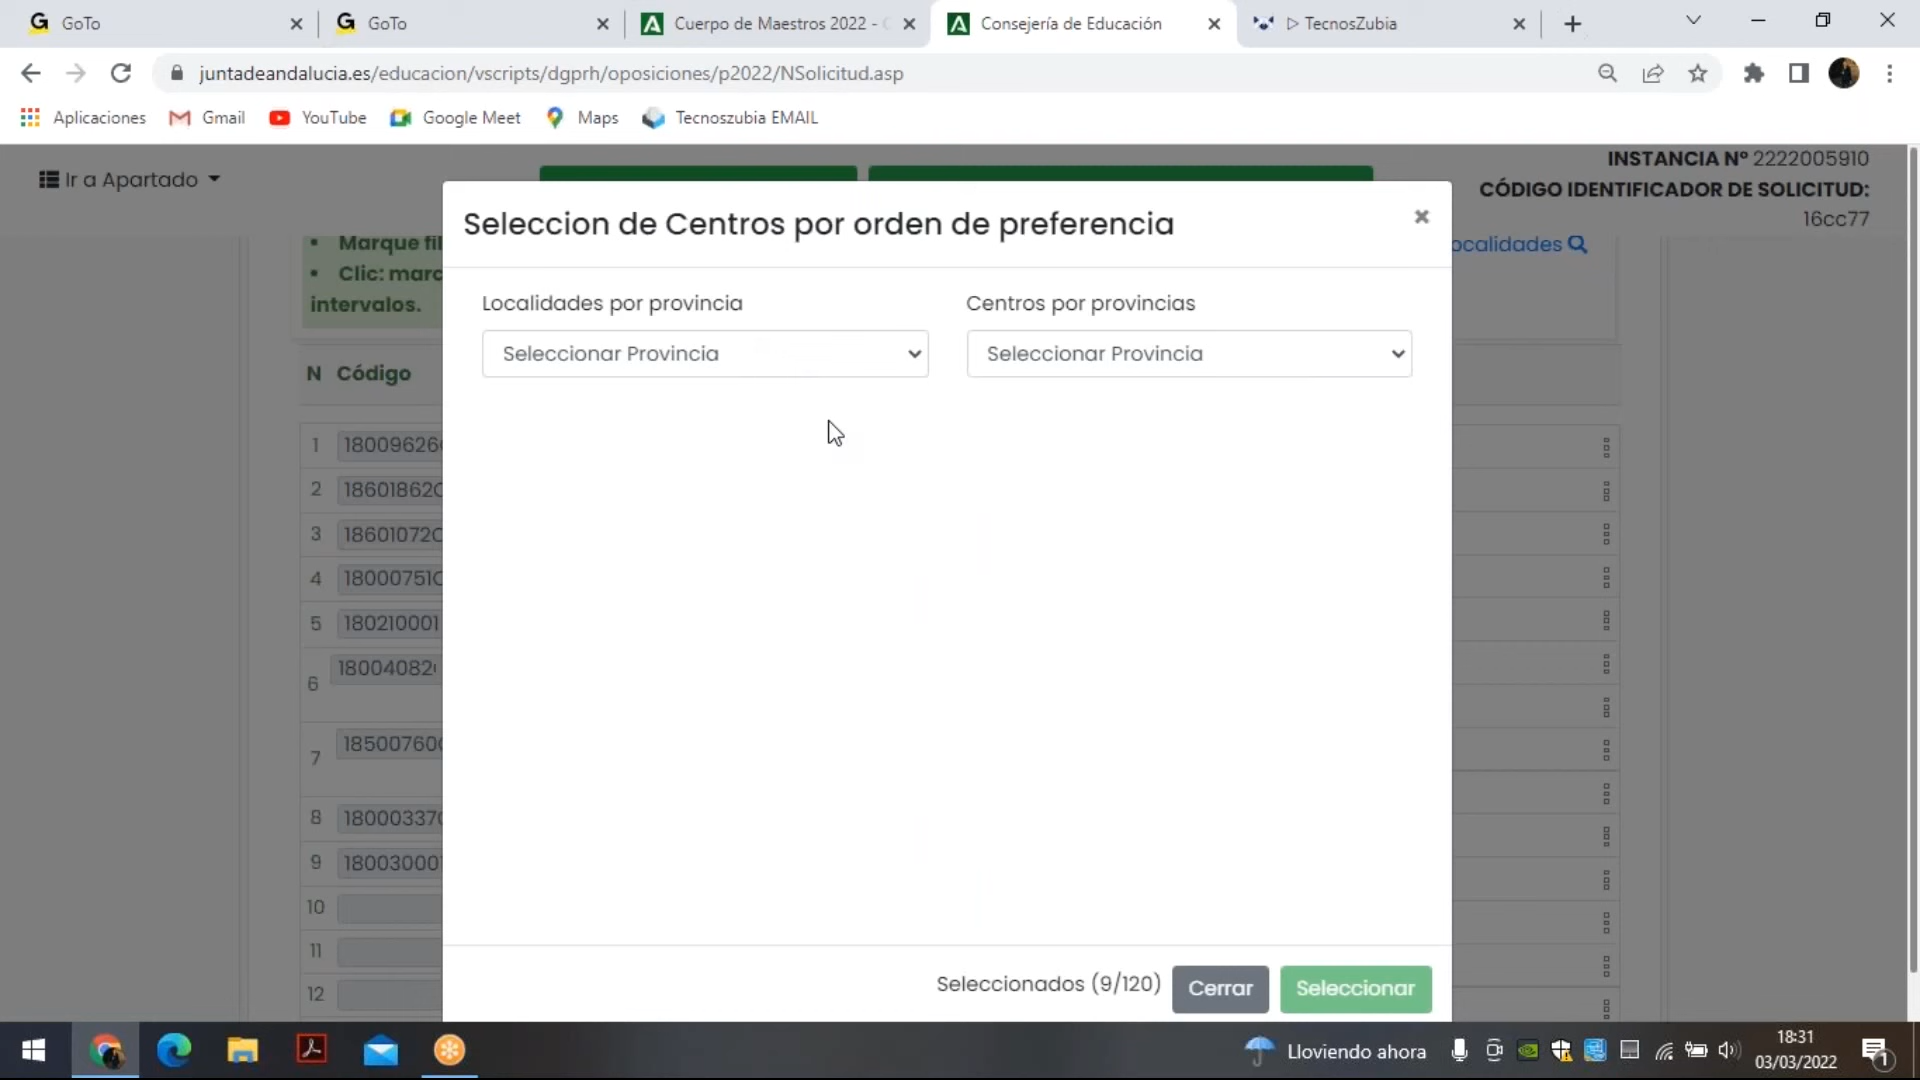 GoTo
GoTo
Cuerpo de Maestros 2022 -
Consejería de Educación
▷ TecnosZubia
juntadeandalucia.es/educacion/vscripts/dgprh/oposiciones/p2022/NSolicitud.asp
Aplicaciones
Gmail
YouTube
Google Meet
Maps
Tecnoszubia EMAIL
Ir a Apartado
INSTANCIA Nº 2222005910
CÓDIGO IDENTIFICADOR DE SOLICITUD:
16cc77
Seleccion de Centros por orden de preferencia
Marque fil
Clic: marc
intervalos.
ocalidades
Localidades por provincia
Centros por provincias
Seleccionar Provincia
Seleccionar Provincia
N Código
1 18009626
2 18601862C
3 18601072C
4 18000751C
5 180210001
6 18004082
7 18500760
8 18000337
9 18003000
10
11
12
Seleccionados (9/120)
Cerrar
Seleccionar
Lloviendo ahora
18:31
03/03/2022
1